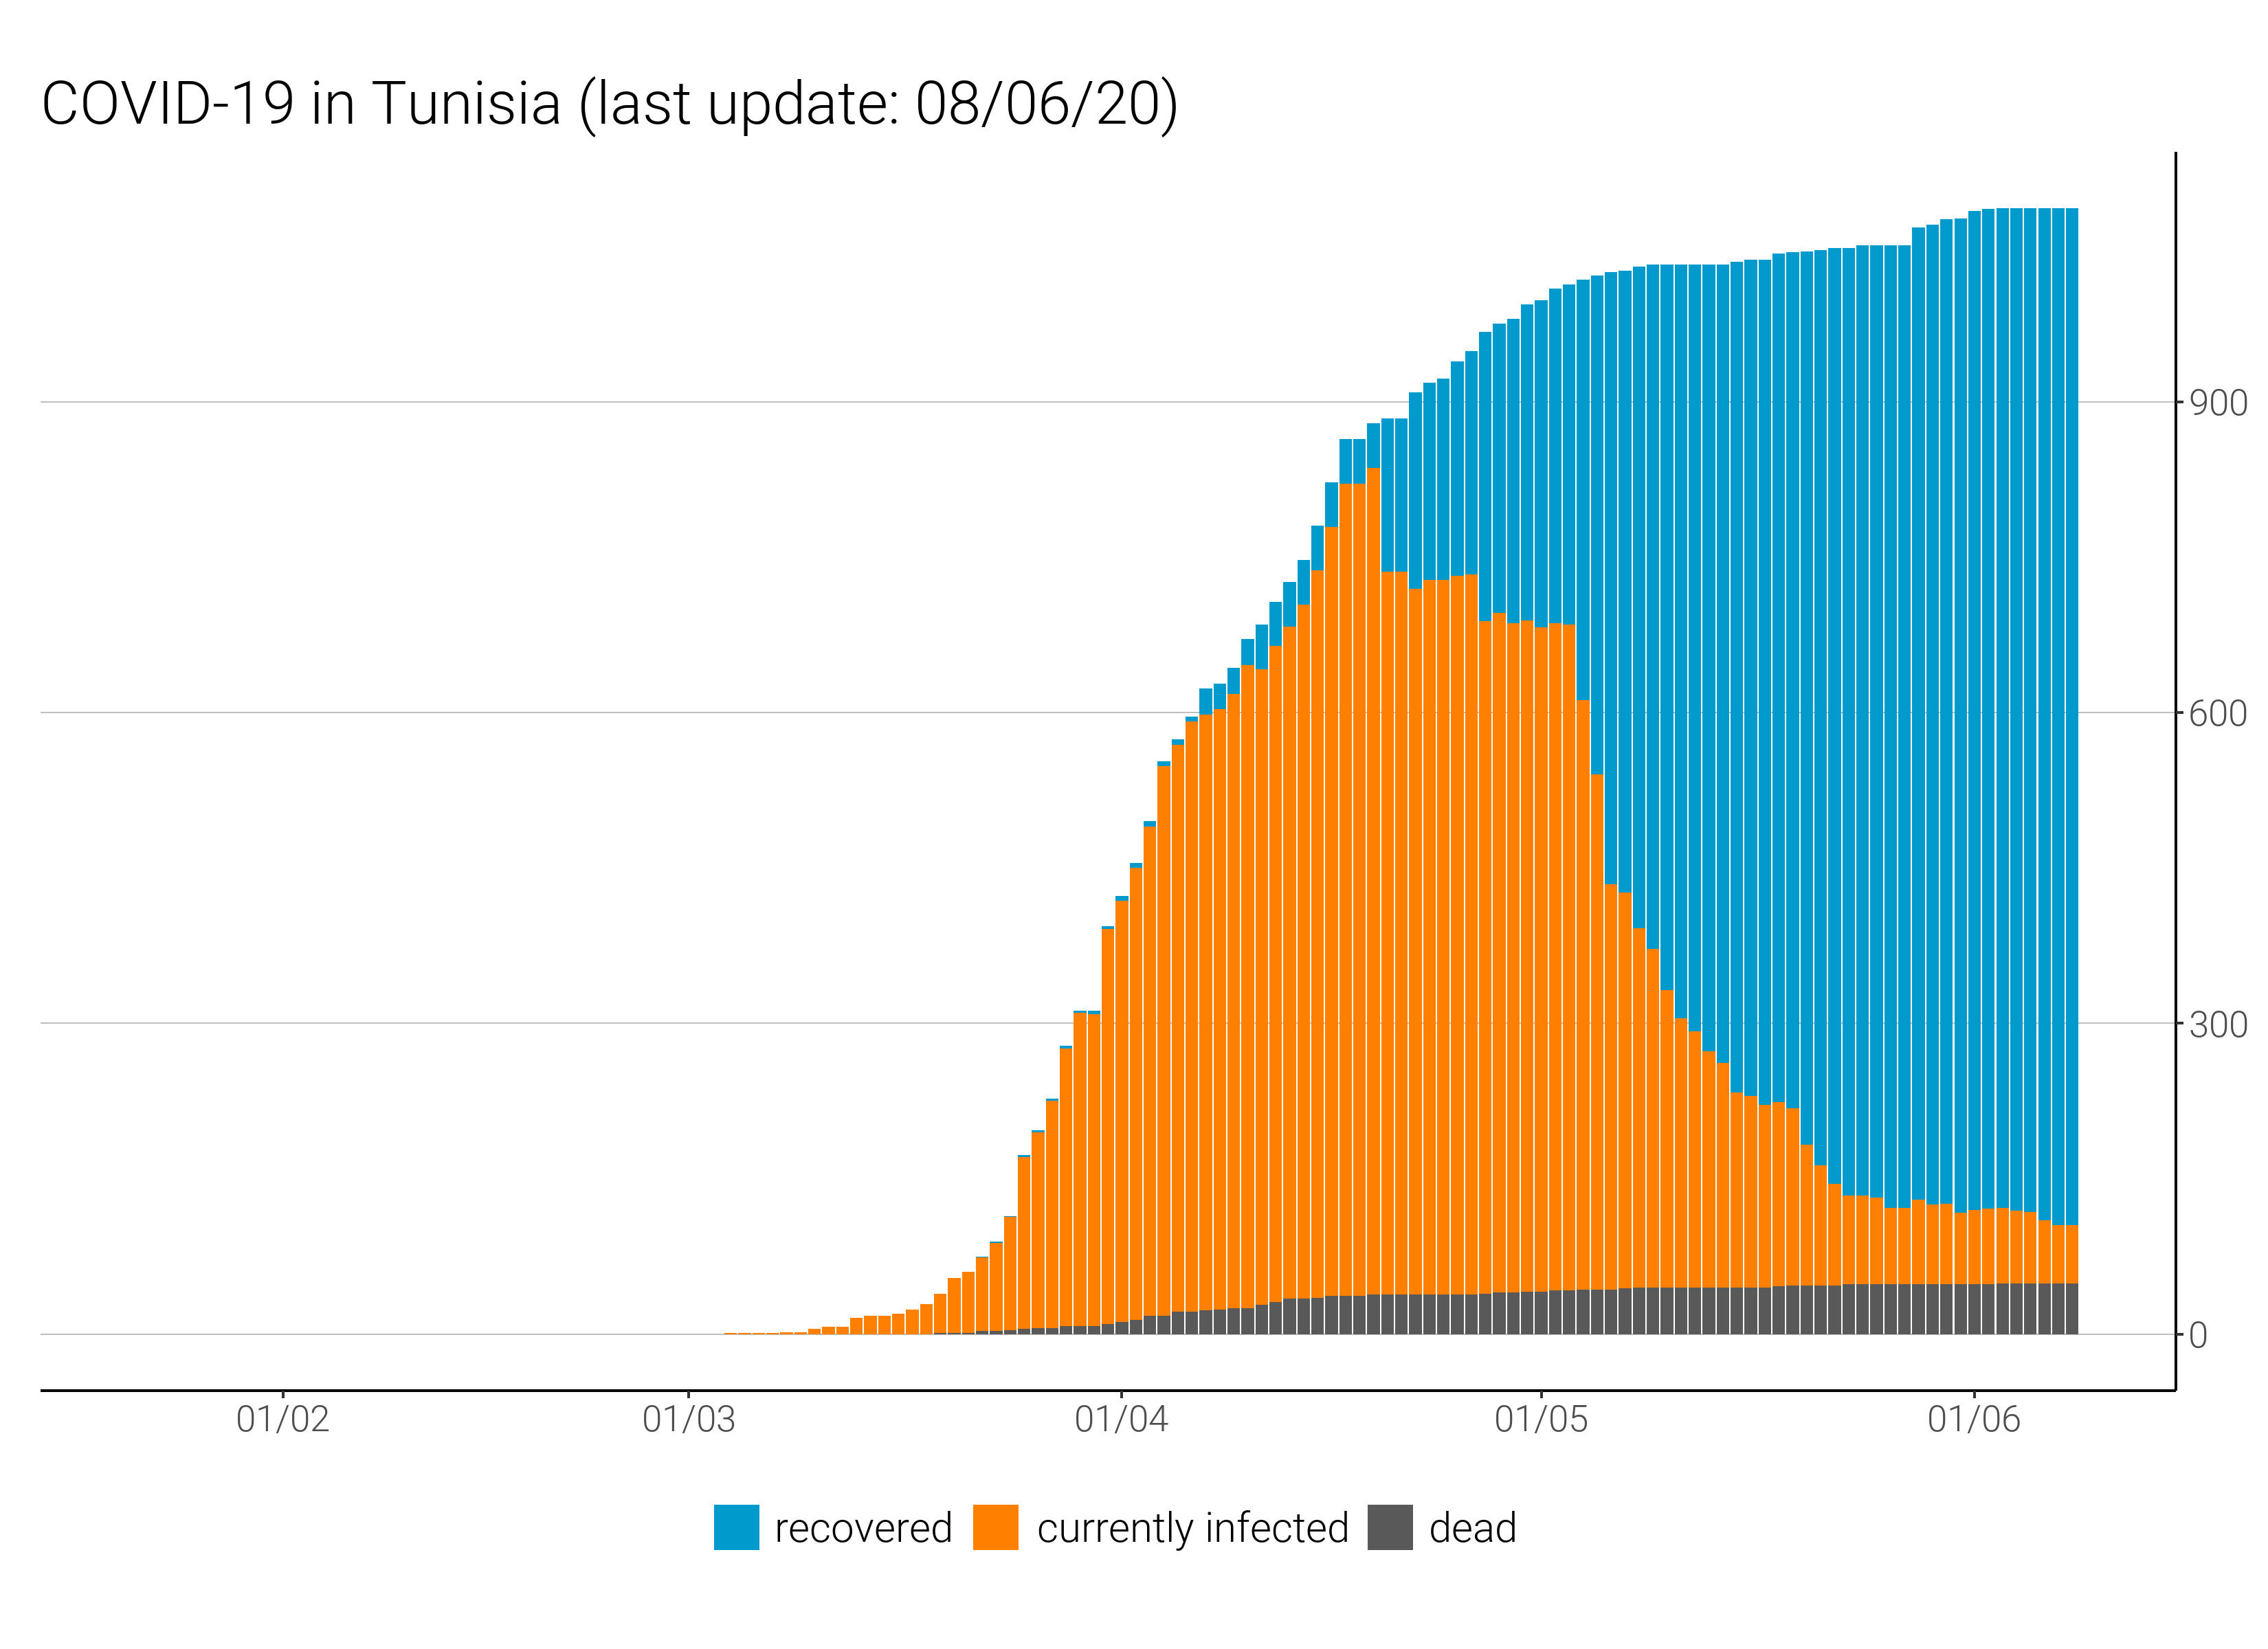 COVID-19 in Tunisia (last update: 08/06/20)
900
600
300
0
01/02 01/03 01/04 01/05 01/06
recovered currently infected dead